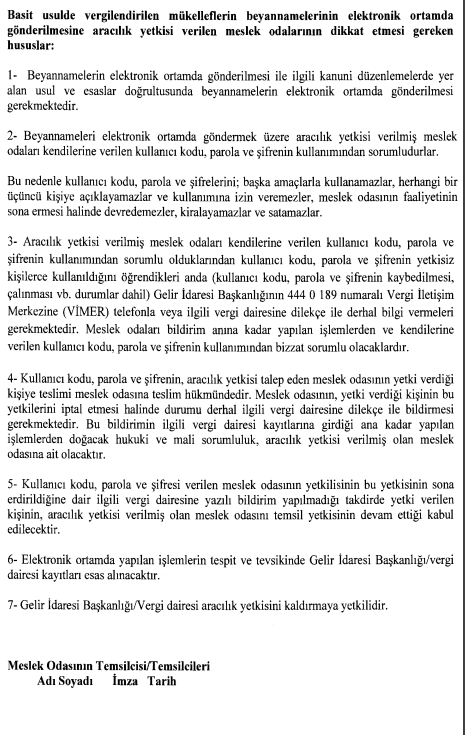 Basit usulde vergilendirilen mükelleflerin beyannamelerinin elektronik ortamda
gönderilmesine aracılık yetkisi verilen meslek odalarının dikkat etmesi gereken
hususlar:
1- Beyannamelerin elektronik ortamda gönderilmesi ile ilgili kanuni düzenlemelerde yer
alan usul ve esaslar doğrultusunda beyannamelerin elektronik ortamda gönderilmesi
gerekmektedir.
2- Beyannameleri elektronik ortamda göndermek üzere aracılık yetkisi verilmiş meslek
odaları kendilerine verilen kullanıcı kodu, parola ve şifrenin kullanımından sorumludurlar.
Bu nedenle kullanıcı kodu, parola ve şifrelerini; başka amaçlarla kullanamazlar, herhangi bir
üçüncü kişiye açıklayamazlar ve kullanımına izin veremezler, meslek odasının faaliyetinin
sona ermesi halinde devredemezler, kiralayamazlar ve satamazlar.
3- Aracılık yetkisi verilmiş meslek odaları kendilerine verilen kullanıcı kodu, parola ve
şifrenin kullanımından sorumlu olduklarından kullanıcı kodu, parola ve şifrenin yetkisiz
kişilerce kullanıldığını öğrendikleri anda (kullanıcı kodu, parola ve şifrenin kaybedilmesi,
çalınması vb. durumlar dahil) Gelir İdaresi Başkanlığının 444 0 189 numaralı Vergi İletişim
Merkezine (VİMER) telefonla veya ilgili vergi dairesine dilekçe ile derhal bilgi vermeleri
gerekmektedir. Meslek odaları bildirim anına kadar yapılan işlemlerden ve kendilerine
verilen kullanıcı kodu, parola ve şifrenin kullanımından bizzat sorumlu olacaklardır.
4- Kullanıcı kodu, parola ve şifrenin, aracılık yetkisi talep eden meslek odasının yetki verdiği
kişiye teslimi meslek odasına teslim hükmündedir. Meslek odasının, yetki verdiği kişinin bu
yetkilerini iptal etmesi halinde durumu derhal ilgili vergi dairesine dilekçe ile bildirmesi
gerekmektedir. Bu bildirimin ilgili vergi dairesi kayıtlarına girdiği ana kadar yapılan
işlemlerden doğacak hukuki ve mali sorumluluk, aracılık yetkisi verilmiş olan meslek
odasına ait olacaktır.
5- Kullanıcı kodu, parola ve şifresi verilen meslek odasının yetkilisinin bu yetkisinin sona
erdirildiğine dair ilgili vergi dairesine yazılı bildirim yapılmadığı takdirde yetki verilen
kişinin, aracılık yetkisi verilmiş olan meslek odasını temsil yetkisinin devam ettiği kabul
edilecektir.
6- Elektronik ortamda yapılan işlemlerin tespit ve tevsikinde Gelir İdaresi Başkanlığı/vergi
dairesi kayıtları esas alınacaktır.
7- Gelir İdaresi Başkanlığı/Vergi dairesi aracılık yetkisini kaldırmaya yetkilidir.
Meslek Odasının Temsilcisi/Temsilcileri
Adı Soyadı İmza Tarih